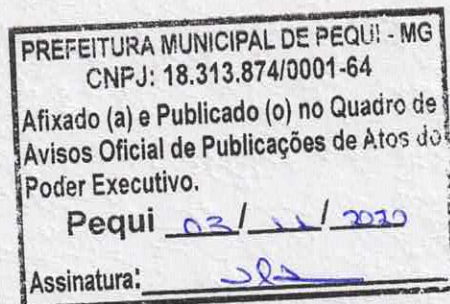 PREFEITURA MUNICIPAL DE PEQUI - MG
CNPJ: 18.313.874/0001-64
Afixado (a) e Publicado (o) no Quadro de
Avisos Oficial de Publicações de Atos do
Poder Executivo.
Pequi 03/11/2020
Assinatura: